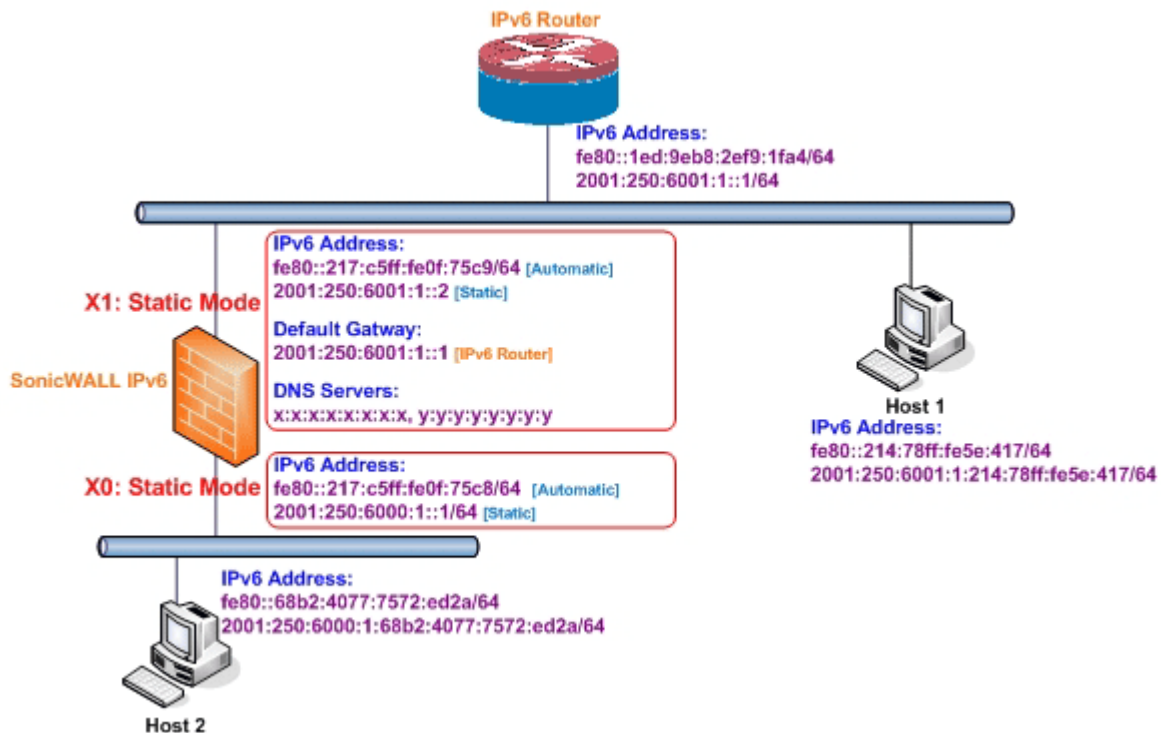 IPv6 Router
IPv6 Address:
fe80::1ed:9eb8:2ef9:1fa4/64
2001:250:6001:1::1/64
X1: Static Mode
IPv6 Address:
fe80::217:c5ff:fe0f:75c9/64 [Automatic]
2001:250:6001:1::2 [Static]
Default Gatway:
2001:250:6001:1::1 [IPv6 Router]
DNS Servers:
x:x:x:x:x:x:x:x, y:y:y:y:y:y:y:y
SonicWALL IPv6
Host 1
IPv6 Address:
fe80::214:78ff:fe5e:417/64
2001:250:6001:1:214:78ff:fe5e:417/64
X0: Static Mode
IPv6 Address:
fe80::217:c5ff:fe0f:75c8/64 [Automatic]
2001:250:6000:1::1/64 [Static]
IPv6 Address:
fe80::68b2:4077:7572:ed2a/64
2001:250:6000:1:68b2:4077:7572:ed2a/64
Host 2